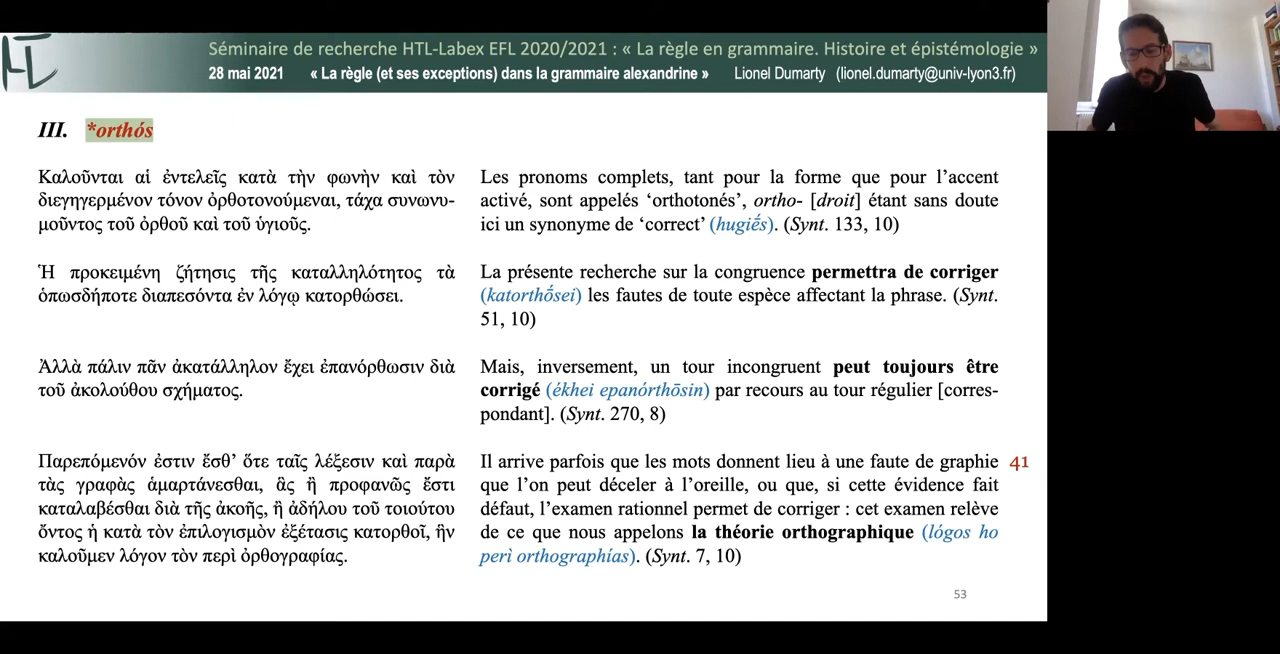 HTL
Séminaire de recherche HTL-Labex EFL 2020/2021 : « La règle en grammaire. Histoire et épistémologie »
28 mai 2021 « La règle (et ses exceptions) dans la grammaire alexandrine » Lionel Dumarty (lionel.dumarty@univ-lyon3.fr)
III. *orthós
Καλοῦνται αἱ ἐντελεῖς κατὰ τὴν φωνὴν καὶ τὸν
διεγηγερμένον τόνον ὀρθοτονούμεναι, τάχα συνωνυ-
μοῦντος τοῦ ὀρθοῦ καὶ τοῦ ὑγιοῦς.
Les pronoms complets, tant pour la forme que pour l’accent
activé, sont appelés ‘orthotonés’, ortho- [droit] étant sans doute
ici un synonyme de ‘correct’ (hugiḗs). (Synt. 133, 10)
Ἡ προκειμένη ζήτησις τῆς καταλληλότητος τὰ
ὁπωσδήποτε διαπεσόντα ἐν λόγῳ κατορθώσει.
La présente recherche sur la congruence permettra de corriger
(katorthṓsei) les fautes de toute espèce affectant la phrase. (Synt.
51, 10)
Ἀλλὰ πάλιν πᾶν ἀκατάλληλον ἔχει ἐπανόρθωσιν διὰ
τοῦ ἀκολούθου σχήματος.
Mais, inversement, un tour incongruent peut toujours être
corrigé (ékhei epanórthōsin) par recours au tour régulier [corres-
pondant]. (Synt. 270, 8)
Παρεπόμενόν ἐστιν ἔσθ’ ὅτε ταῖς λέξεσιν καὶ παρὰ
τὰς γραφὰς ἁμαρτάνεσθαι, ἃς ἢ προφανῶς ἔστι
καταλαβέσθαι διὰ τῆς ἀκοῆς, ἢ ἀδήλου τοῦ τοιούτου
ὄντος ἡ κατὰ τὸν ἐπιλογισμὸν ἐξέτασις κατορθοῖ, ἣν
καλοῦμεν λόγον τὸν περὶ ὀρθογραφίας.
Il arrive parfois que les mots donnent lieu à une faute de graphie 41
que l’on peut déceler à l’oreille, ou que, si cette évidence fait
défaut, l’examen rationnel permet de corriger : cet examen relève
de ce que nous appelons la théorie orthographique (lógos ho
perì orthographías). (Synt. 7, 10)
53